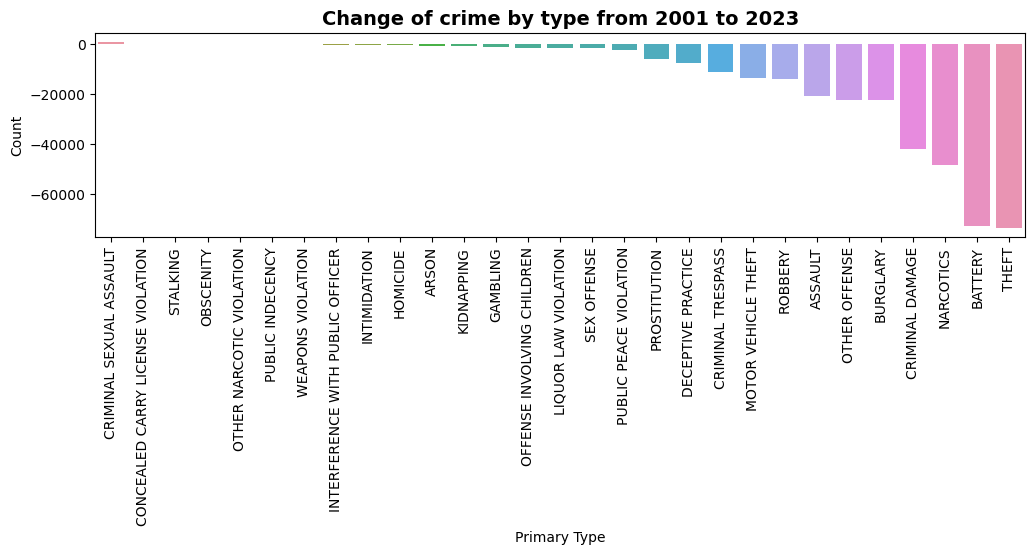 Change of crime by type from 2001 to 2023
Count
0
−20000
−40000
−60000
CRIMINAL SEXUAL ASSAULT
CONCEALED CARRY LICENSE VIOLATION
STALKING
OBSCENITY
OTHER NARCOTIC VIOLATION
PUBLIC INDECENCY
WEAPONS VIOLATION
INTERFERENCE WITH PUBLIC OFFICER
INTIMIDATION
HOMICIDE
ARSON
KIDNAPPING
GAMBLING
OFFENSE INVOLVING CHILDREN
LIQUOR LAW VIOLATION
SEX OFFENSE
PUBLIC PEACE VIOLATION
PROSTITUTION
DECEPTIVE PRACTICE
CRIMINAL TRESPASS
MOTOR VEHICLE THEFT
ROBBERY
ASSAULT
OTHER OFFENSE
BURGLARY
CRIMINAL DAMAGE
NARCOTICS
BATTERY
THEFT
Primary Type